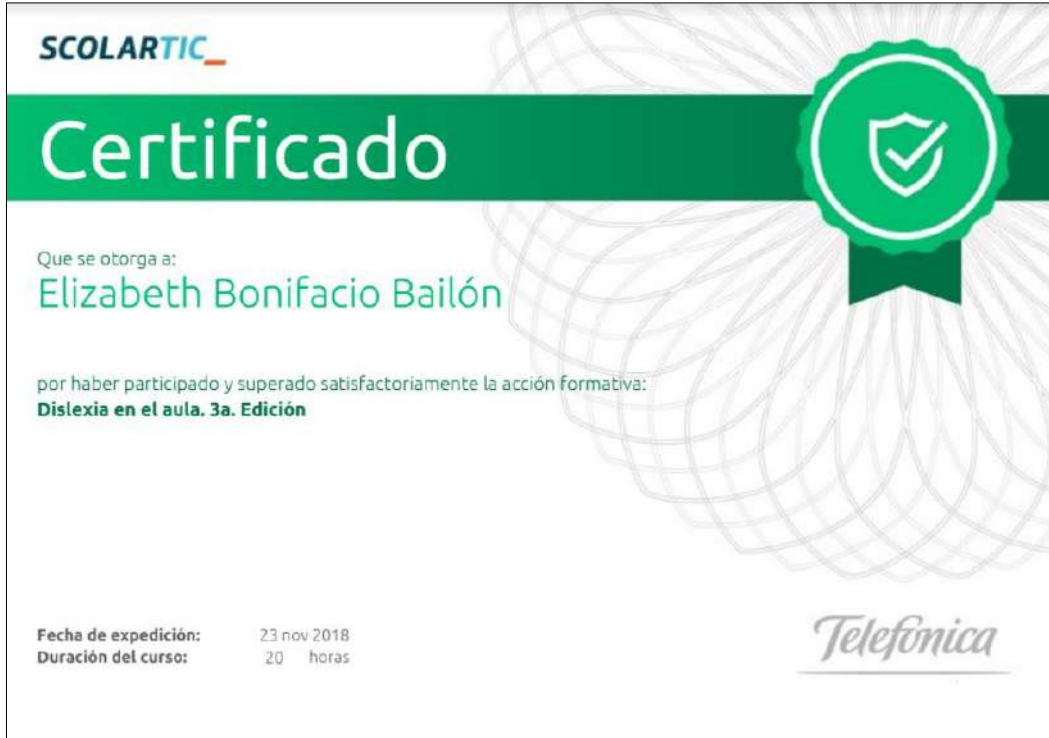 SCOLARTIC_
Certificado
Que se otorga a:
Elizabeth Bonifacio Bailón
por haber participado y superado satisfactoriamente la acción formativa:
Dislexia en el aula. 3a. Edición
Fecha de expedición: 23 nov 2018
Duración del curso: 20 horas
Telefónica